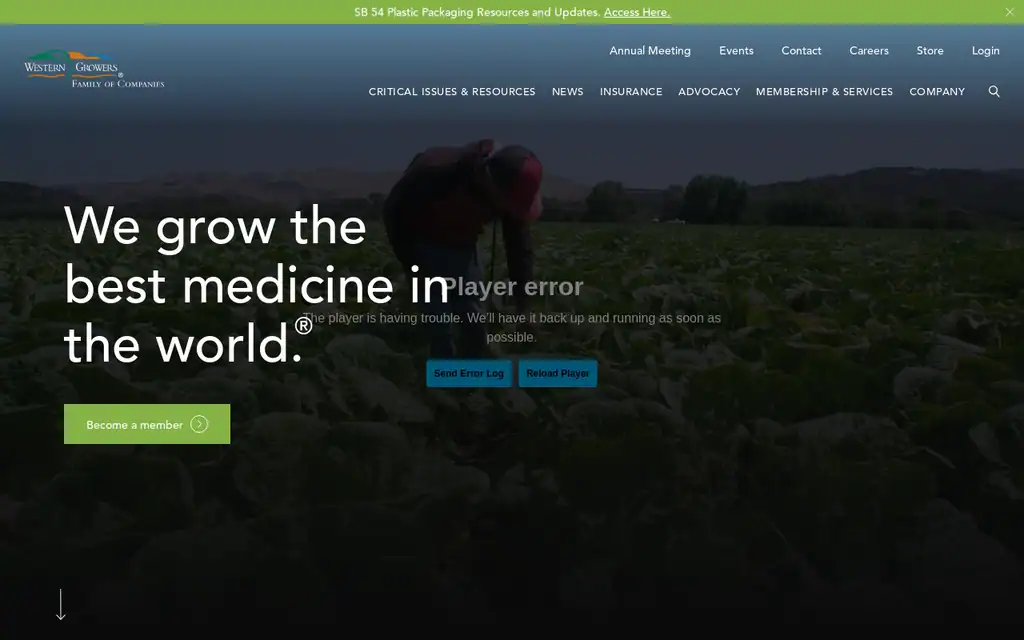 SB 54 Plastic Packaging Resources and Updates. Access Here.
Annual Meeting Events Contact Careers Store Login
WESTERN GROWERS®
FAMILY OF COMPANIES
CRITICAL ISSUES & RESOURCES NEWS INSURANCE ADVOCACY MEMBERSHIP & SERVICES COMPANY
We grow the
best medicine in
the world.®
Player error
The player is having trouble. We'll have it back up and running as soon as
possible.
Send Error Log Reload Player
Become a member